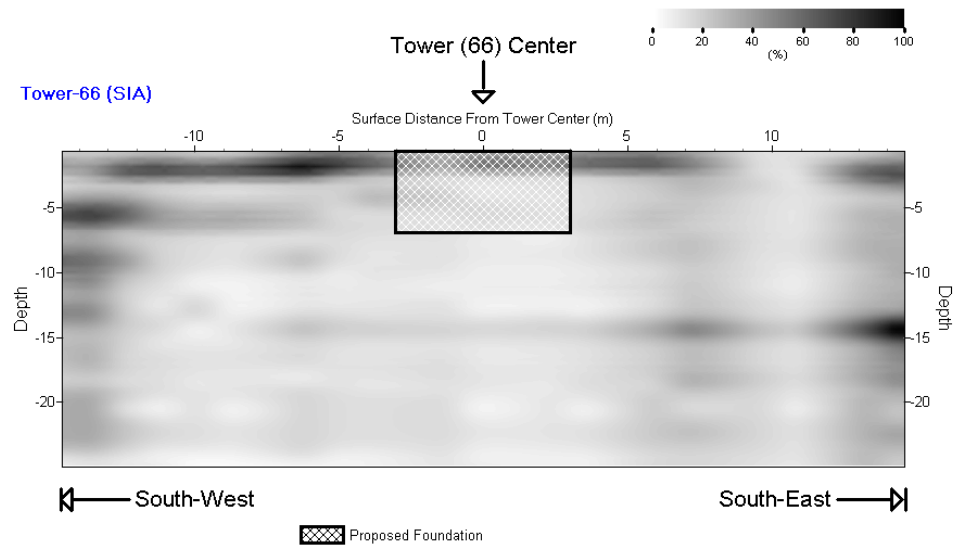 0 20 40 60 80 100
(%)
Tower (66) Center
Tower-66 (SIA)
Surface Distance From Tower Center (m)
-10 -5 0 5 10
-5 -5
-10 -10
Depth Depth
-15 -15
-20 -20
South-West South-East
Proposed Foundation